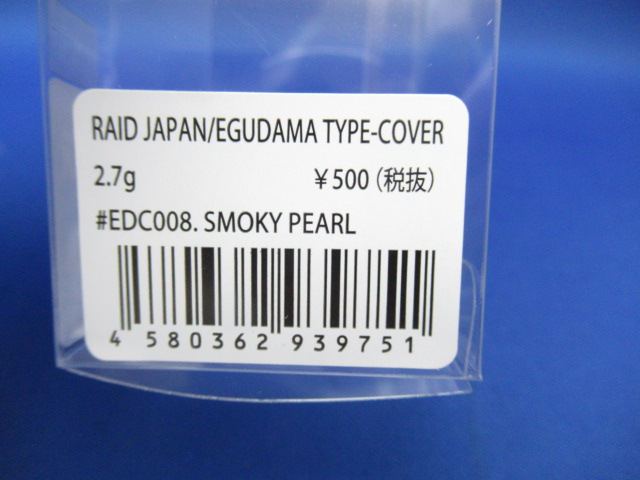 RAID JAPAN/EGUDAMA TYPE-COVER
2.7g ¥500(税抜)
#EDC008. SMOKY PEARL
4 580362 939751